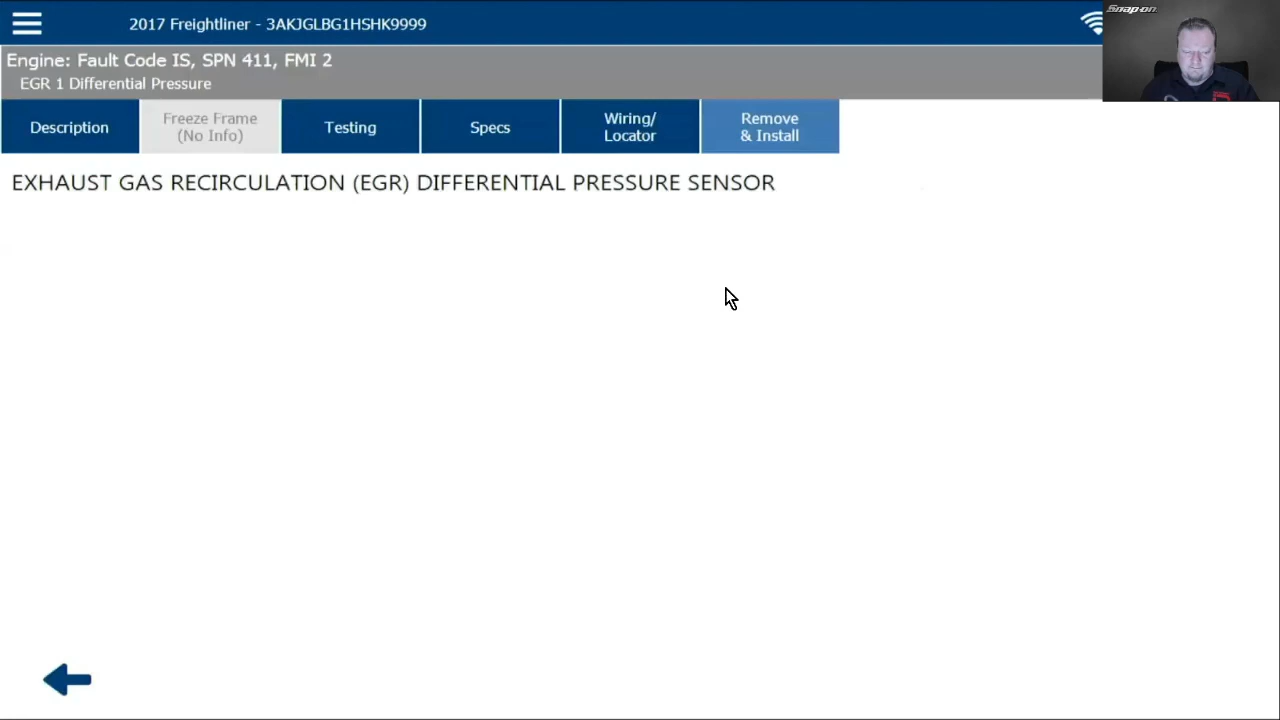 2017 Freightliner - 3AKJGLBG1HSHK9999
Snap-on
Engine: Fault Code IS, SPN 411, FMI 2
EGR 1 Differential Pressure
Description
Freeze Frame
(No Info)
Testing
Specs
Wiring/
Locator
Remove
& Install
EXHAUST GAS RECIRCULATION (EGR) DIFFERENTIAL PRESSURE SENSOR